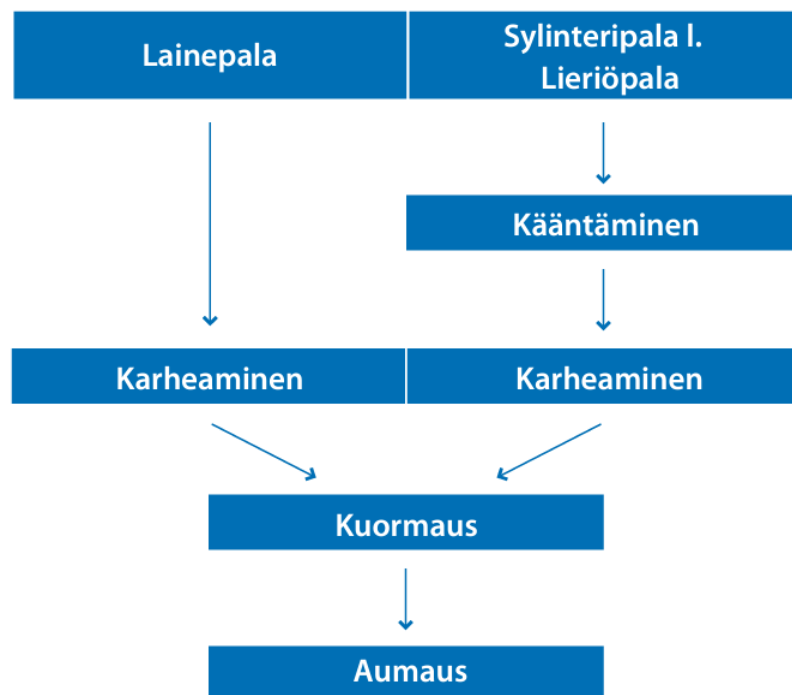 Lainepala
Sylinteripala l.
Lieriöpala
Kääntäminen
Karheaminen
Karheaminen
Kuormaus
Aumaus